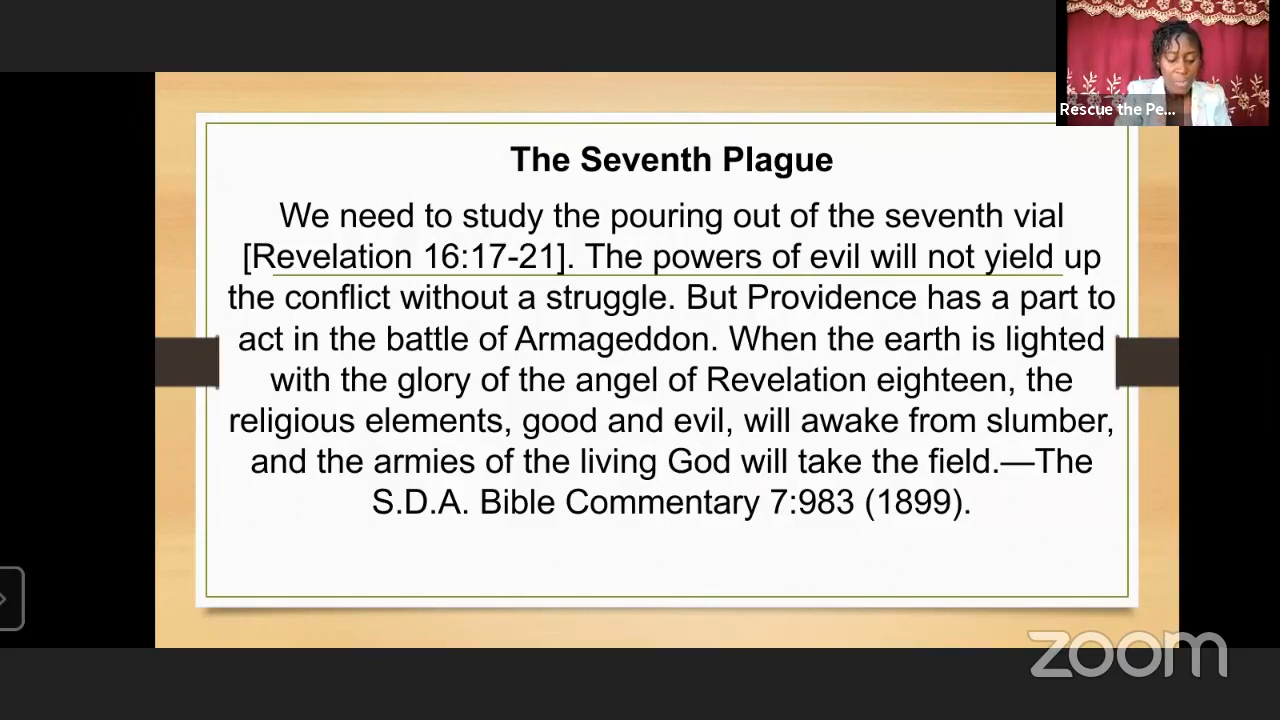 Rescue the Pe...
The Seventh Plague
We need to study the pouring out of the seventh vial
[Revelation 16:17-21]. The powers of evil will not yield up
the conflict without a struggle. But Providence has a part to
act in the battle of Armageddon. When the earth is lighted
with the glory of the angel of Revelation eighteen, the
religious elements, good and evil, will awake from slumber,
and the armies of the living God will take the field.—The
S.D.A. Bible Commentary 7:983 (1899).
zoom